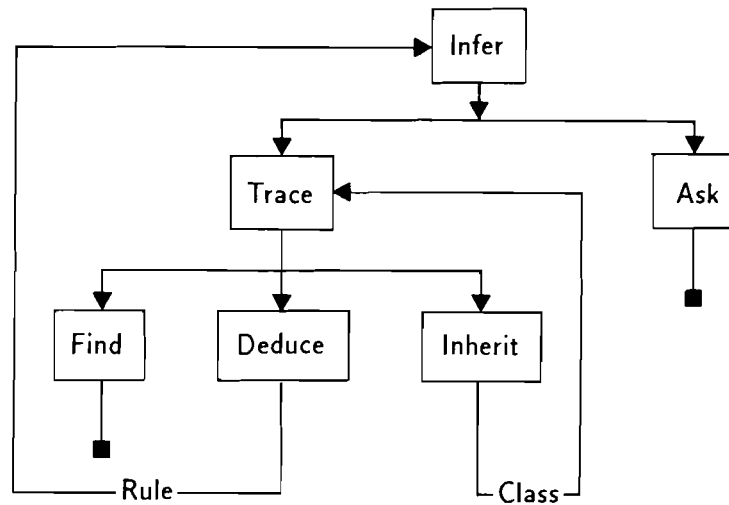 Infer
Trace
Ask
Find
Deduce
Inherit
Rule
Class